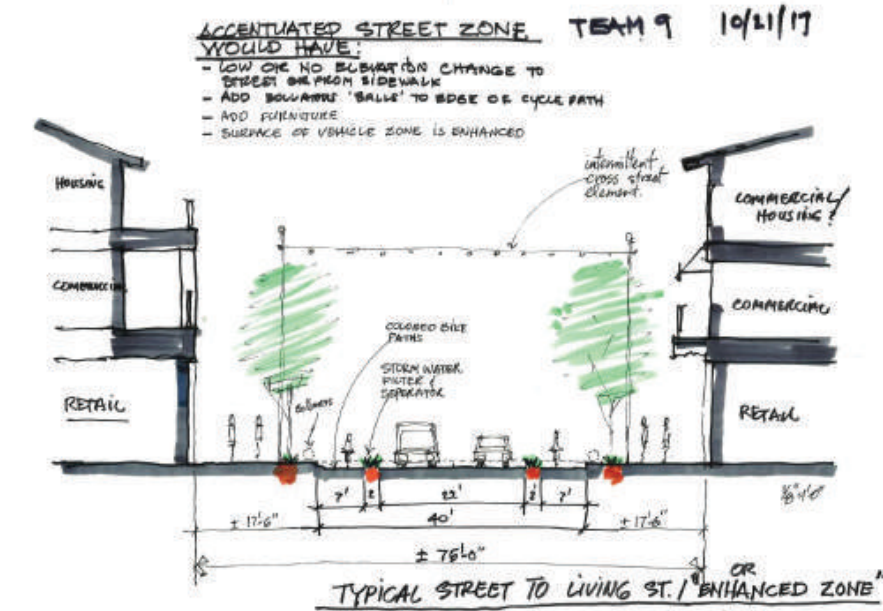 ACCENTUATED STREET ZONE
WOULD HAVE:
- LOW OR NO ELEVATION CHANGE TO
STREET OR FROM SIDEWALK
- ADD BOLLARDS 'BALLS' TO EDGE OF CYCLE PATH
- ADD FURNITURE
- SURFACE OF VEHICLE ZONE IS ENHANCED
TEAM 9 10/21/17
intermittent
cross street
element.
HOUSING
COMMERCIAL
RETAIL
COMMERCIAL/
HOUSING?
COMMERCIAL
RETAIL
COLORED BIKE
PATHS
STORM WATER
FILTER &
SEPARATOR
Bollards
7' 2' 22' 2' 7'
± 17'-6" 40' ± 17'-6"
± 75'-0"
TYPICAL STREET TO LIVING ST. / OR "ENHANCED ZONE"